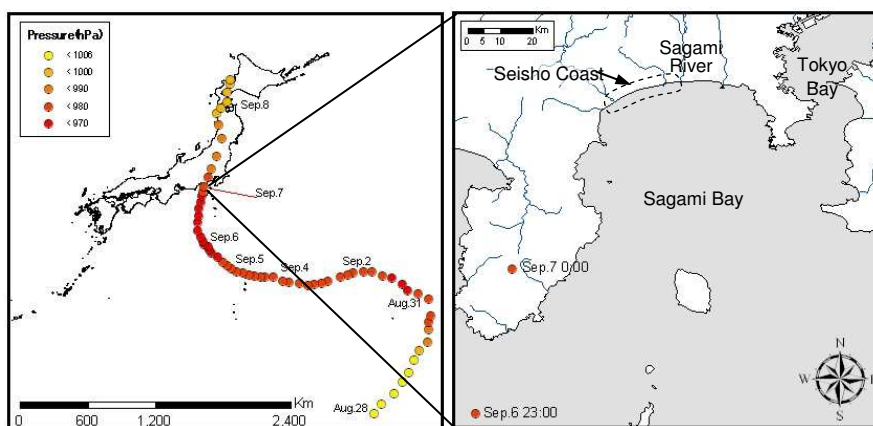 Pressure(hPa)
<1006
<1000
<990
<980
<970
Sep.8
Sep.7
Sep.6
Sep.5
Sep.4
Sep.2
Aug.31
Aug.28
Km
0 600 1,200 2,400
Km
0 5 10 20
Seisho Coast
Sagami
River
Tokyo
Bay
Sagami Bay
Sep.7 0:00
Sep.6 23:00
N
W E
S